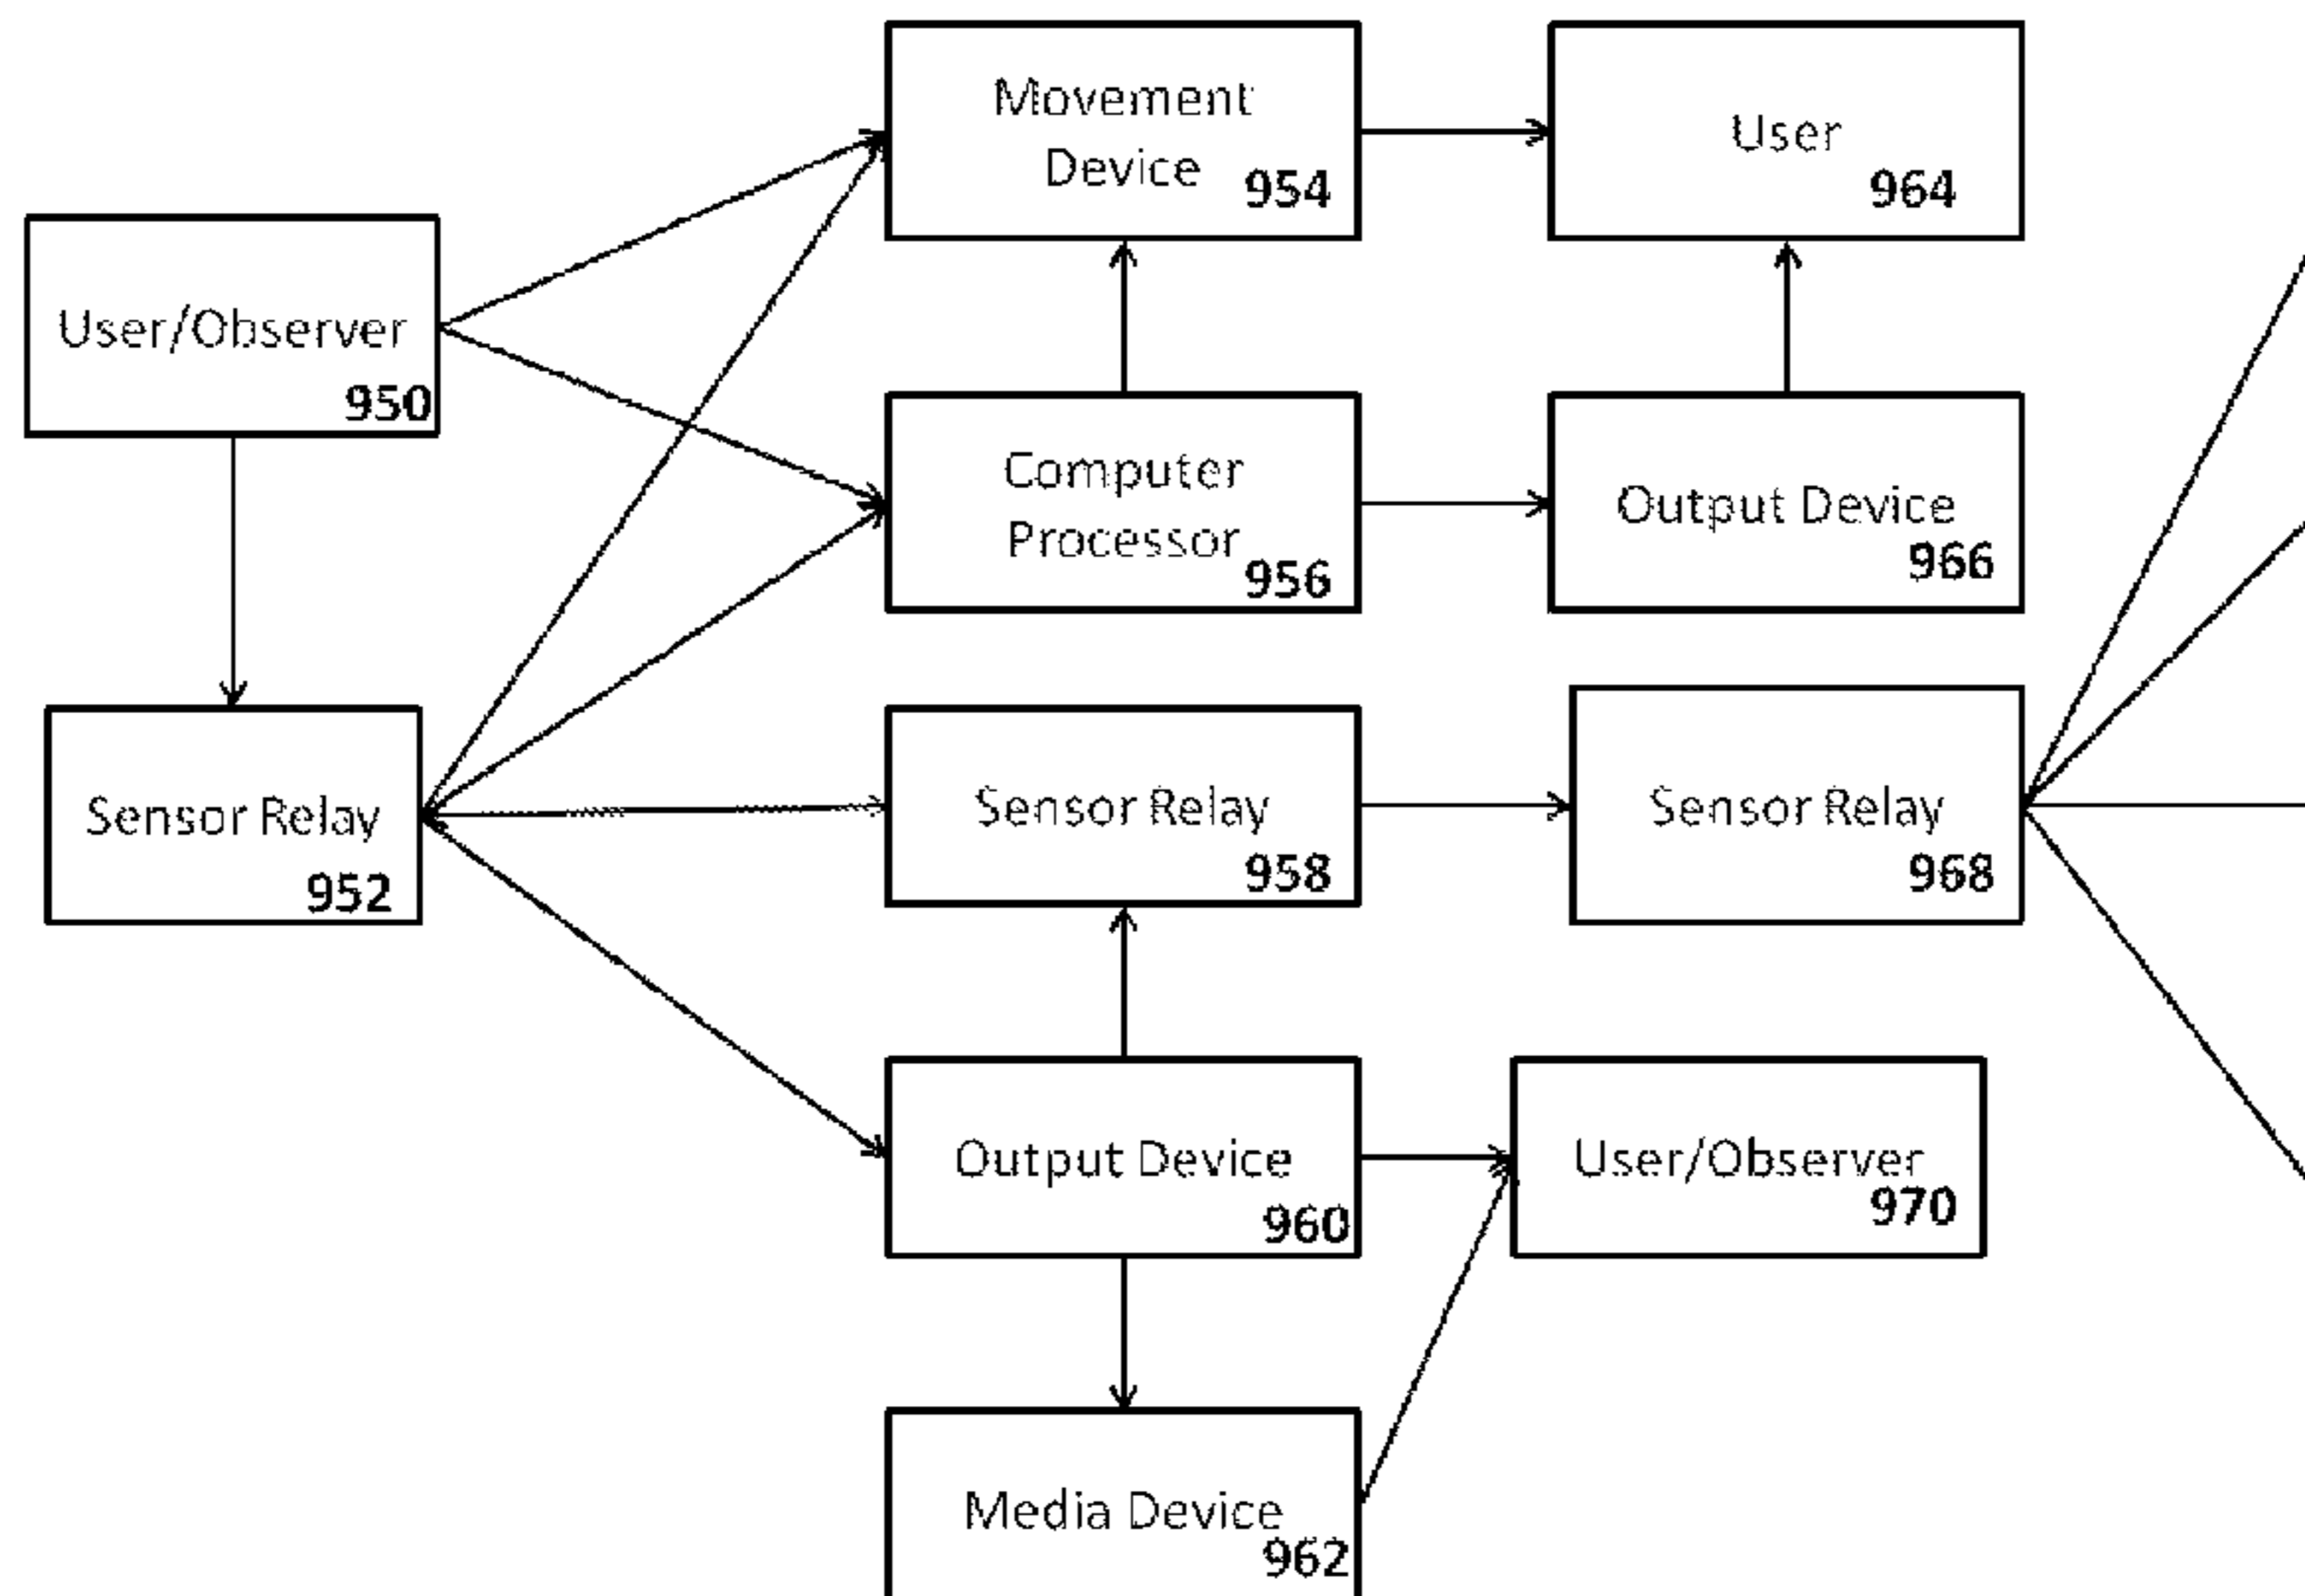 Movement
Device
954
User
964
User/Observer
950
Computer
Processor
956
Output Device
966
Sensor Relay
952
Sensor Relay
958
Sensor Relay
968
Output Device
960
User/Observer
970
Media Device
962